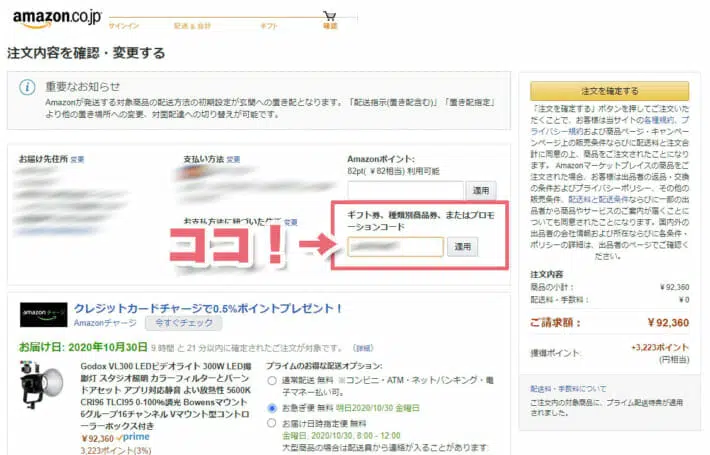 amazon.co.jp
サインイン
配送 & 会計
ギフト
確認
注文内容を確認・変更する
重要なお知らせ
Amazonが発送する対象商品の配送方法の初期設定が玄関への置き配となります。「配送指示(置き配含む)」「置き配指定」
より他の置き場所への変更、対面配達への切り替えが可能です。
お届け先住所 変更
支払い方法 変更
Amazonポイント:
82pt( ￥82相当) 利用可能
適用
変更
ギフト券、種類別商品券、またはプロモ
ーションコード
適用
ココ！→
amazon チャージ
クレジットカードチャージで0.5%ポイントプレゼント！
Amazonチャージ 今すぐチェック
お届け日: 2020年10月30日 9 時間 と 21 分以内に確定されたご注文が対象です。 (詳細)
Godox VL300 LEDビデオライト 300W LED撮
影灯 スタジオ照明 カラーフィルターとバーン
ドアセット アプリ対応静音 よい放熱性 5600K
CRI96 TLCI95 0-100%調光 Bowensマウント
6グループ16チャンネル Vマウント型コントロ
ーラーボックス付き
￥92,360 prime
3,223ポイント(3%)
プライムのお得な配送オプション:
通常配送 無料 ※コンビニ・ATM・ネットバンキング・電
子マネー払い可。
お急ぎ便 無料 明日2020/10/30 金曜日
お届け日時指定便 無料
金曜日, 2020/10/30, 8:00 - 12:00
大型商品の場合は配送員から連絡が入ることがあります:
注文を確定する
「注文を確定する」ボタンを押してご注文いた
だくことで、お客様は当サイトの各種規約、プ
ライバシー規約および商品ページ・キャンペー
ンページ上の販売条件ならびに配送料と注文合
計に同意の上、商品をご注文されたことになり
ます。 Amazonマーケットプレイスの商品をご
注文された場合、お客様は出品者の返品・交換
の条件およびプライバシーポリシー、その他の
販売条件、配送料と配送条件ならびに一部の出
品者から商品やサービスのご案内が届くことに
ついても同意されたことになります。国内外の
出品者の会社情報および所在ならびに各条件・
ポリシーの詳細は、出品者のページでご確認く
ださい。
注文内容
商品の小計： ￥92,360
配送料・手数料： ￥0
ご請求額： ￥92,360
獲得ポイント: +3,223ポイント
(円相当)
配送料・手数料について
ご注文内の対象商品に、プライム配送特典が適用
されました。